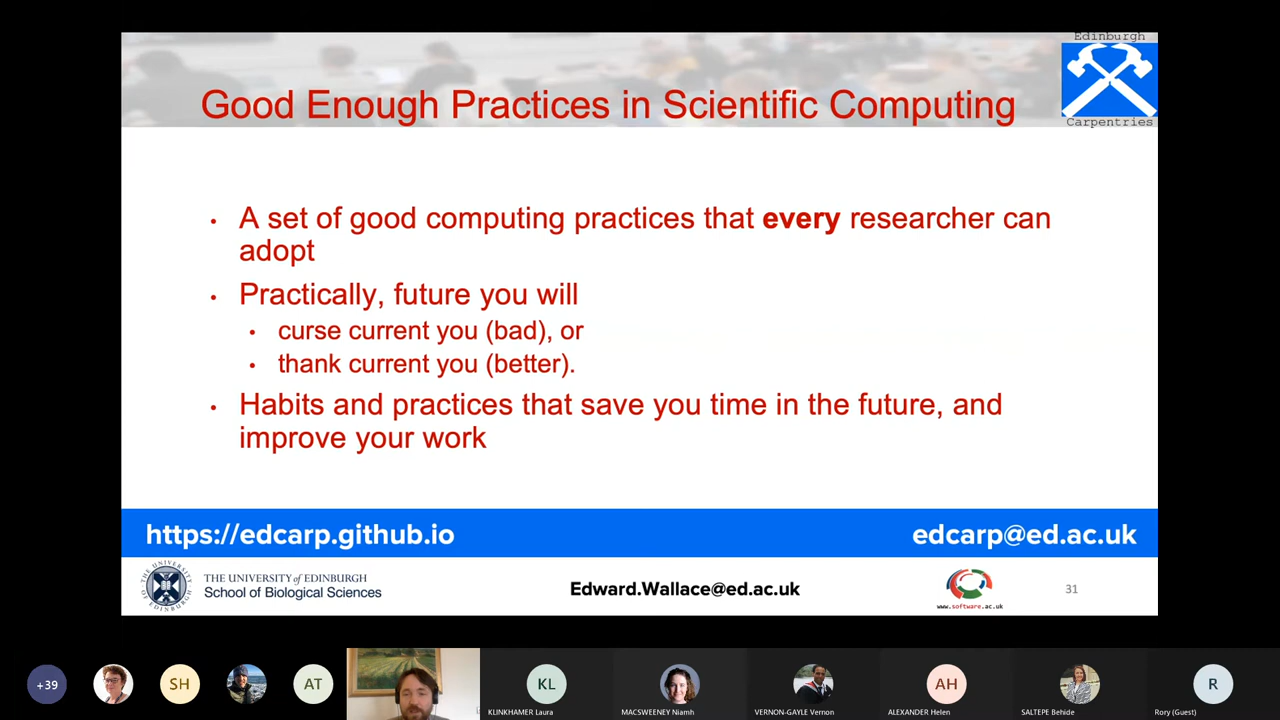 Edinburgh
Carpentries
Good Enough Practices in Scientific Computing
• A set of good computing practices that every researcher can
adopt
• Practically, future you will
• curse current you (bad), or
• thank current you (better).
• Habits and practices that save you time in the future, and
improve your work
https://edcarp.github.io
edcarp@ed.ac.uk
THE UNIVERSITY of EDINBURGH
School of Biological Sciences
Edward.Wallace@ed.ac.uk
www.software.ac.uk
31
+39
SH
AT
KL
KLINKHAMER Laura
MACSWEENEY Niamh
VERNON-GAYLE Vernon
AH
ALEXANDER Helen
SALTEPE Behide
R
Rory (Guest)